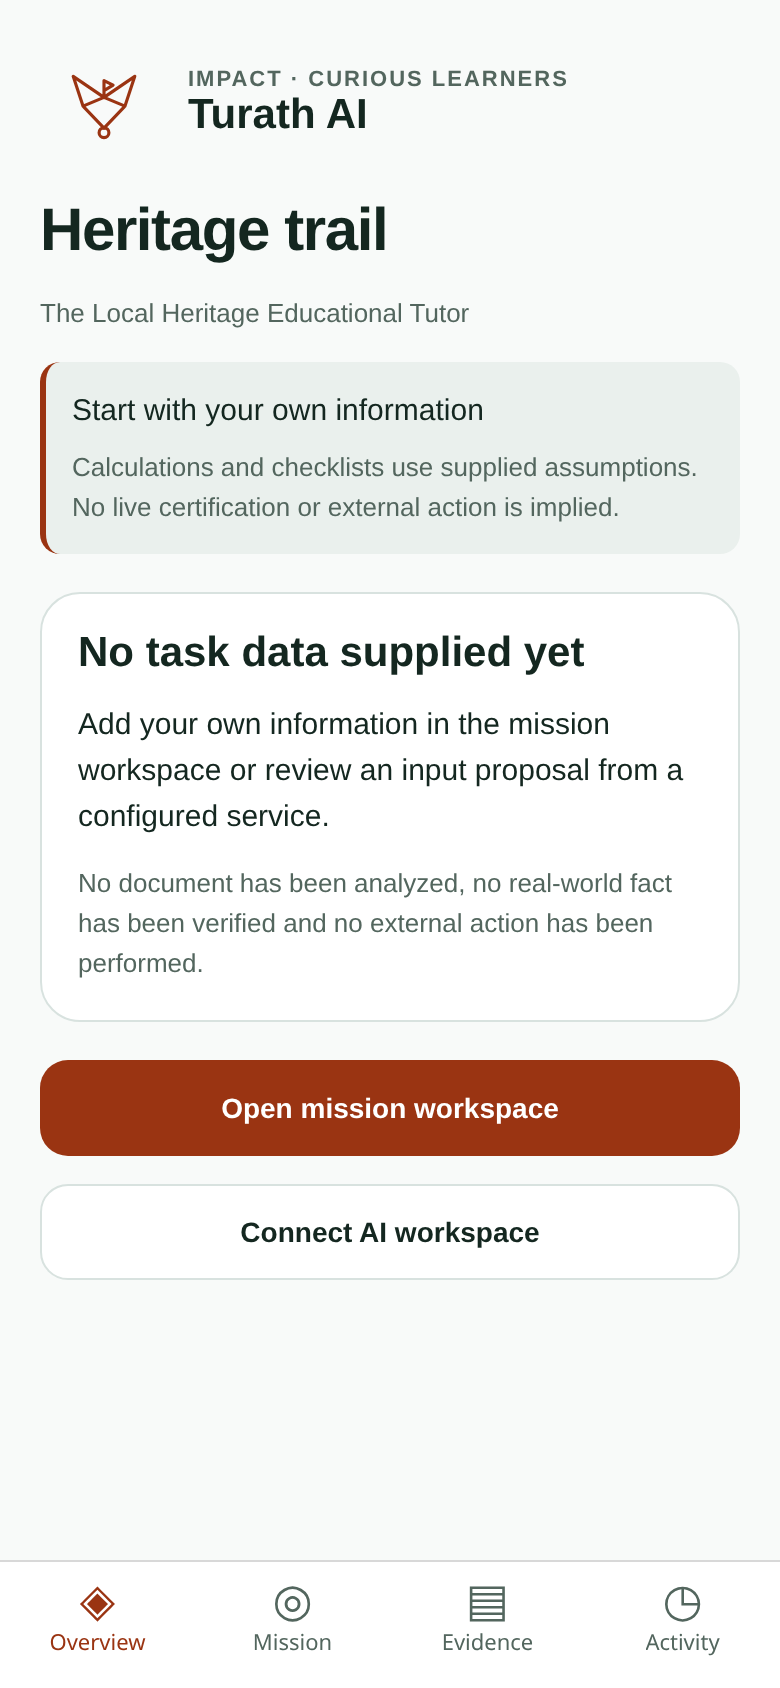 IMPACT · CURIOUS LEARNERS
Turath AI
Heritage trail
The Local Heritage Educational Tutor
Start with your own information
Calculations and checklists use supplied assumptions.
No live certification or external action is implied.
No task data supplied yet
Add your own information in the mission
workspace or review an input proposal from a
configured service.
No document has been analyzed, no real-world fact
has been verified and no external action has been
performed.
Open mission workspace
Connect AI workspace
Overview
Mission
Evidence
Activity